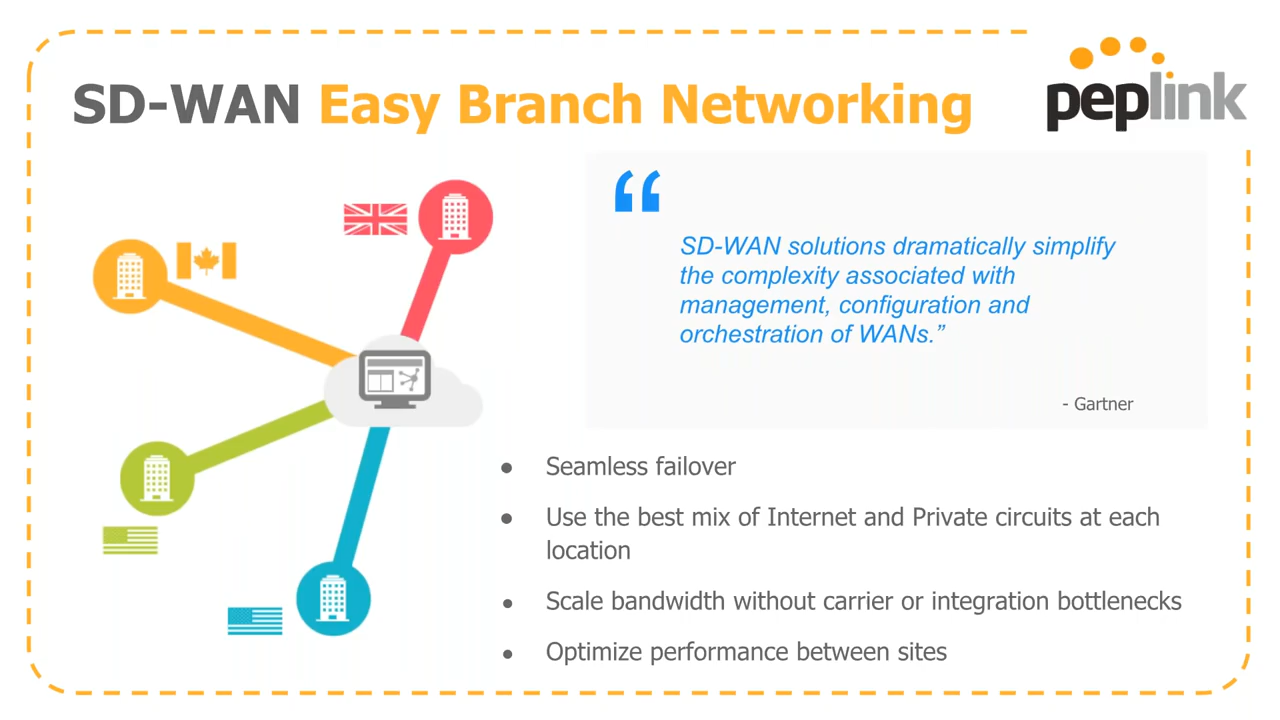 SD-WAN Easy Branch Networking
peplink
“
SD-WAN solutions dramatically simplify
the complexity associated with
management, configuration and
orchestration of WANs.”
- Gartner
● Seamless failover
● Use the best mix of Internet and Private circuits at each
location
● Scale bandwidth without carrier or integration bottlenecks
● Optimize performance between sites